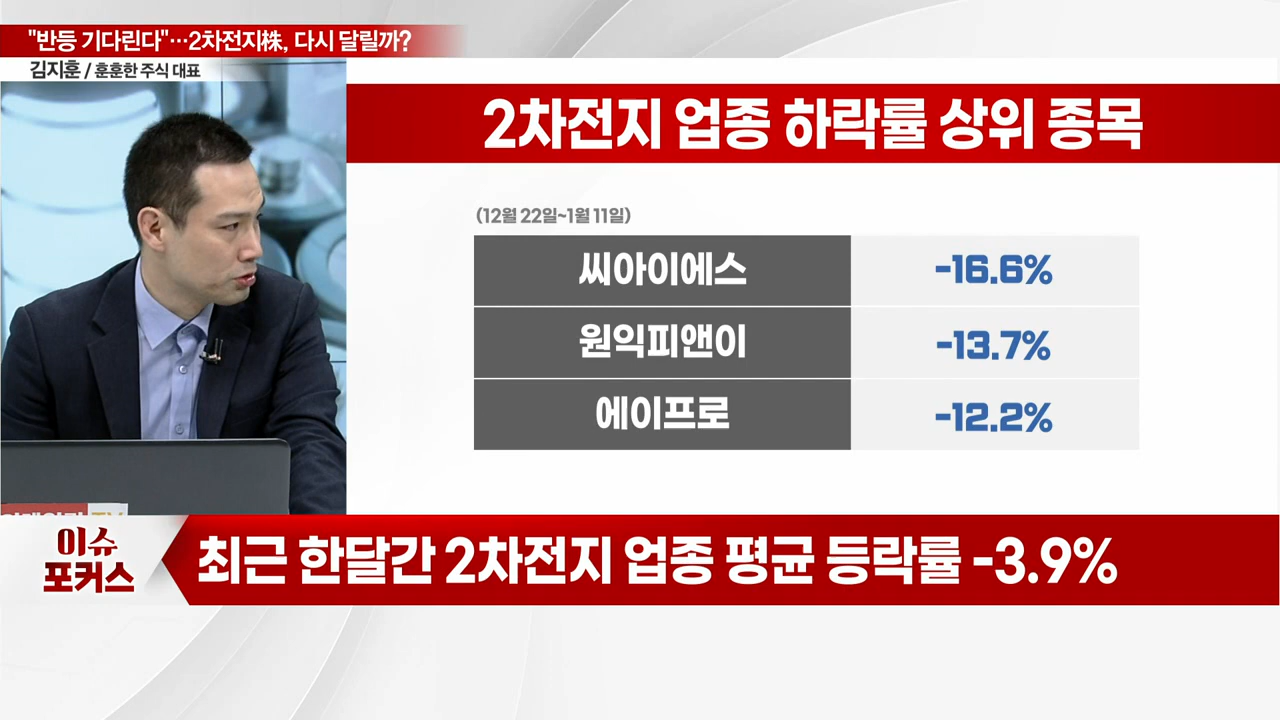 "반등 기다린다"…2차전지株, 다시 달릴까?
김지훈 / 훈훈한 주식 대표
2차전지 업종 하락률 상위 종목
(12월 22일~1월 11일)
씨아이에스 -16.6%
원익피앤이 -13.7%
에이프로 -12.2%
이슈
포커스
최근 한달간 2차전지 업종 평균 등락률 -3.9%